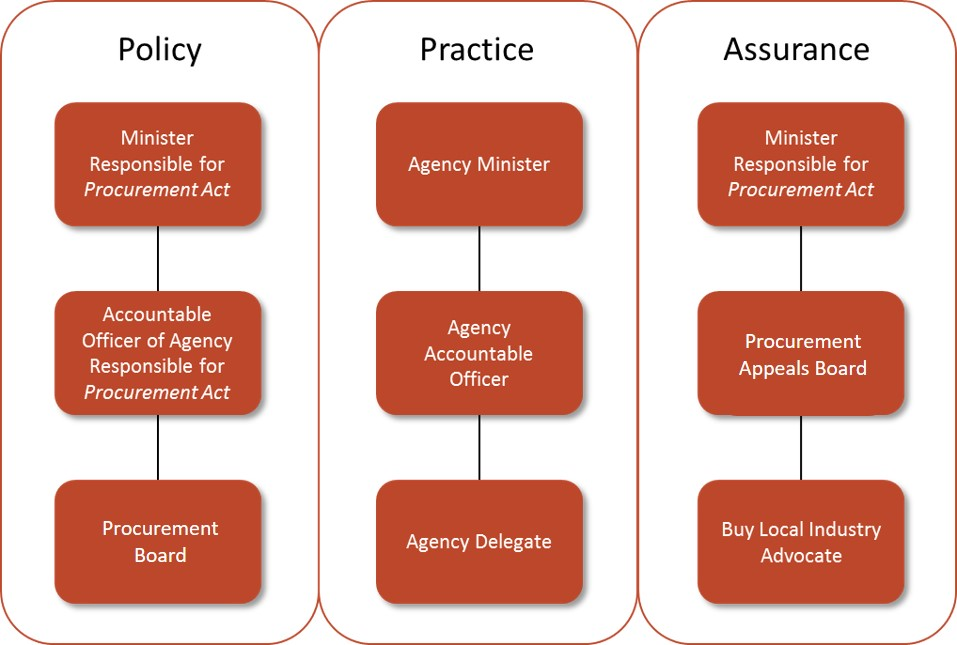 Policy
Minister
Responsible for
Procurement Act
Accountable
Officer of Agency
Responsible for
Procurement Act
Procurement
Board
Practice
Agency Minister
Agency
Accountable
Officer
Agency Delegate
Assurance
Minister
Responsible for
Procurement Act
Procurement
Appeals Board
Buy Local Industry
Advocate